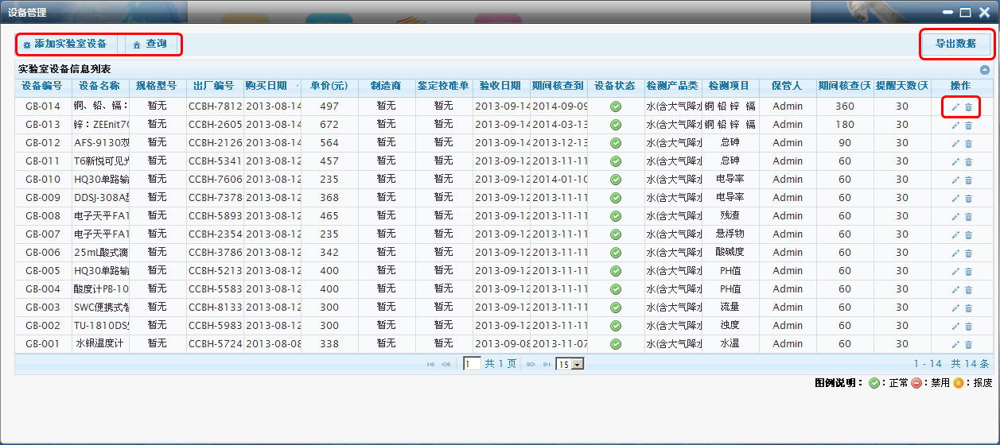 设备管理
添加实验室设备 查询 导出数据
实验室设备信息列表
设备编号 设备名称 规格型号 出厂编号 购买日期 单价(元) 制造商 鉴定校准单 验收日期 期间核查到 设备状态 检测产品类 检测项目 保管人 期间核查(天 提醒天数(天 操作
GB-014 铜、铅、镉: 暂无 CCBH-7812 2013-08-14 497 暂无 暂无 2013-09-14 2014-09-09 水(含大气降水 铜 铅 锌 镉 Admin 360 30
GB-013 锌:ZEEnit70 暂无 CCBH-2605 2013-08-14 672 暂无 暂无 2013-09-14 2014-03-13 水(含大气降水 铜 铅 锌 镉 Admin 180 30
GB-012 AFS-9130双 暂无 CCBH-2126 2013-08-14 564 暂无 暂无 2013-09-14 2013-12-13 水(含大气降水 总砷 Admin 90 30
GB-011 T6新悦可见光 暂无 CCBH-5341 2013-08-12 457 暂无 暂无 2013-09-12 2013-11-11 水(含大气降水 总砷 Admin 60 30
GB-010 HQ30单路输 暂无 CCBH-7606 2013-08-12 235 暂无 暂无 2013-09-12 2014-01-10 水(含大气降水 电导率 Admin 60 30
GB-009 DDSJ-308A型 暂无 CCBH-7378 2013-08-12 368 暂无 暂无 2013-09-12 2013-11-11 水(含大气降水 电导率 Admin 60 30
GB-008 电子天平FA1 暂无 CCBH-5893 2013-08-12 465 暂无 暂无 2013-09-12 2013-11-11 水(含大气降水 残渣 Admin 60 30
GB-007 电子天平FA1 暂无 CCBH-2354 2013-08-12 235 暂无 暂无 2013-09-12 2013-11-11 水(含大气降水 悬浮物 Admin 60 30
GB-006 25mL酸式滴 暂无 CCBH-3786 2013-08-12 342 暂无 暂无 2013-09-12 2013-11-11 水(含大气降水 酸碱度 Admin 60 30
GB-005 HQ30单路输 暂无 CCBH-5213 2013-08-12 400 暂无 暂无 2013-09-12 2013-11-11 水(含大气降水 PH值 Admin 60 30
GB-004 酸度计PB-10 暂无 CCBH-5583 2013-08-12 400 暂无 暂无 2013-09-12 2013-11-11 水(含大气降水 PH值 Admin 60 30
GB-003 SWC便携式智 暂无 CCBH-8133 2013-08-12 300 暂无 暂无 2013-09-12 2013-11-11 水(含大气降水 流量 Admin 60 30
GB-002 TU-1810DS 暂无 CCBH-5983 2013-08-12 300 暂无 暂无 2013-09-12 2013-11-11 水(含大气降水 浊度 Admin 60 30
GB-001 水银温度计 暂无 CCBH-5724 2013-08-08 338 暂无 暂无 2013-09-08 2013-11-07 水(含大气降水 水温 Admin 60 30
1 共 1 页 15 1 - 14 共 14 条
图例说明: :正常 :禁用 :报废